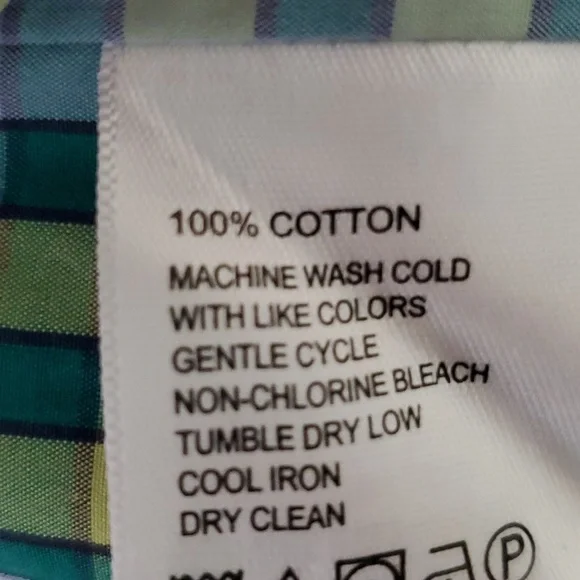 100% COTTON
MACHINE WASH COLD
WITH LIKE COLORS
GENTLE CYCLE
NON-CHLORINE BLEACH
TUMBLE DRY LOW
COOL IRON
DRY CLEAN
P